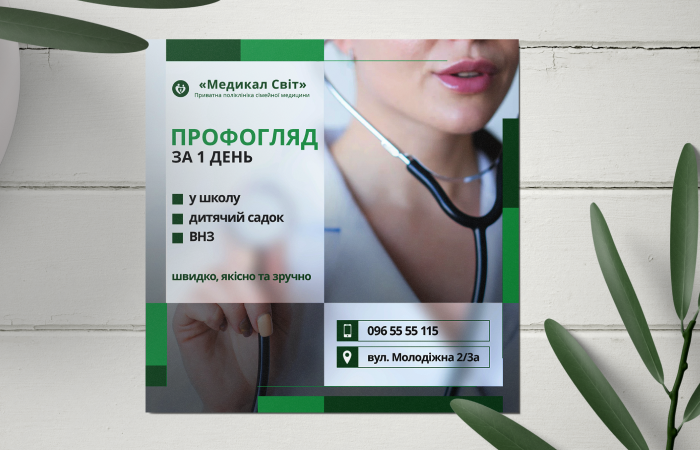 «Медикал Світ»
Приватна поліклініка сімейної медицини
ПРОФОГЛЯД
ЗА 1 ДЕНЬ
у школу
дитячий садок
ВНЗ
швидко, якісно та зручно
096 55 55 115
вул. Молодіжна 2/3а